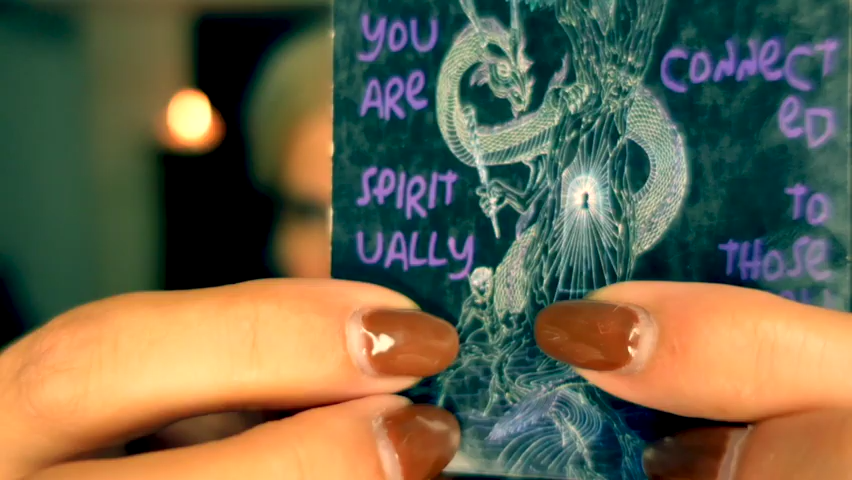 YOU
ARE
SPIRIT
UALLY
CONNECT
ED
TO
THOSE